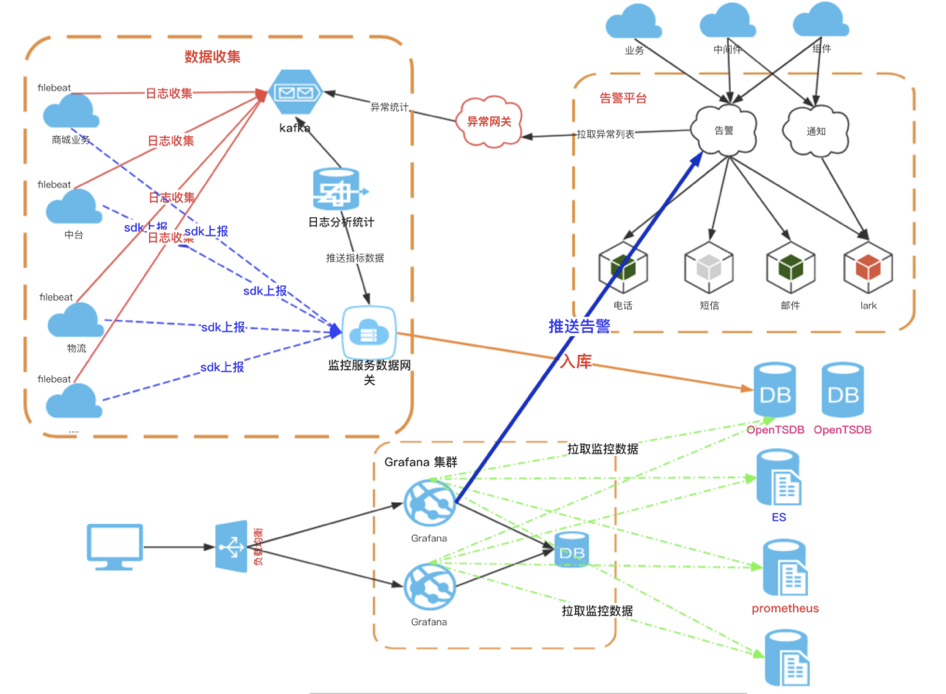 业务
中间件
组件
数据收集
告警平台
filebeat
日志收集
商城业务
kafka
异常统计
异常网关
拉取异常列表
告警
通知
日志收集
filebeat
日志收集
中台
sdk上报
sdk上报
日志收集
日志分析统计
推送指标数据
sdk上报
电话
短信
邮件
lark
filebeat
物流
sdk上报
推送告警
监控服务数据网
关
入库
filebeat
sdk上报
....
DB
DB
OpenTSDB
OpenTSDB
Grafana 集群
拉取监控数据
ES
Grafana
负载均衡
DB
prometheus
拉取监控数据
Grafana